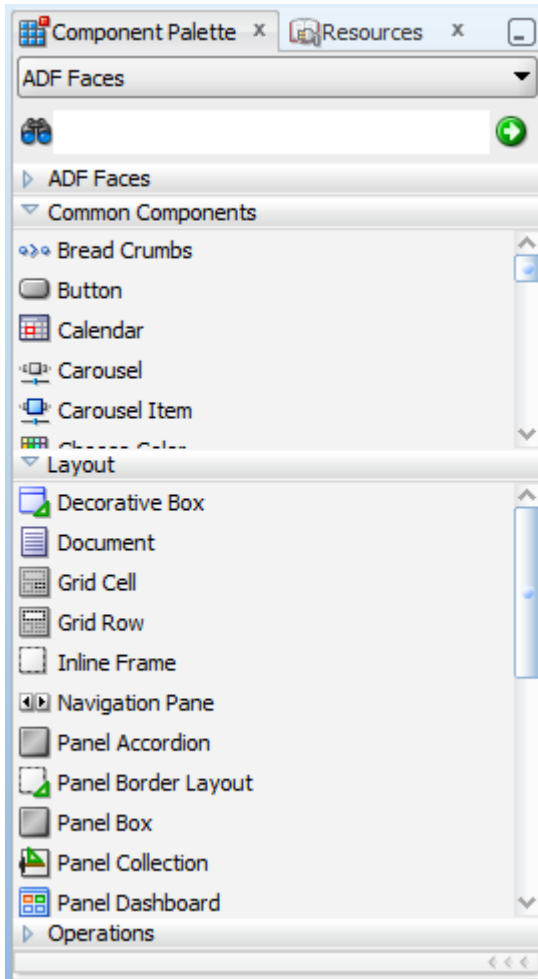 Component Palette x Resources x
ADF Faces
ADF Faces
Common Components
Bread Crumbs
Button
Calendar
Carousel
Carousel Item
Choose Color
Layout
Decorative Box
Document
Grid Cell
Grid Row
Inline Frame
Navigation Pane
Panel Accordion
Panel Border Layout
Panel Box
Panel Collection
Panel Dashboard
Operations